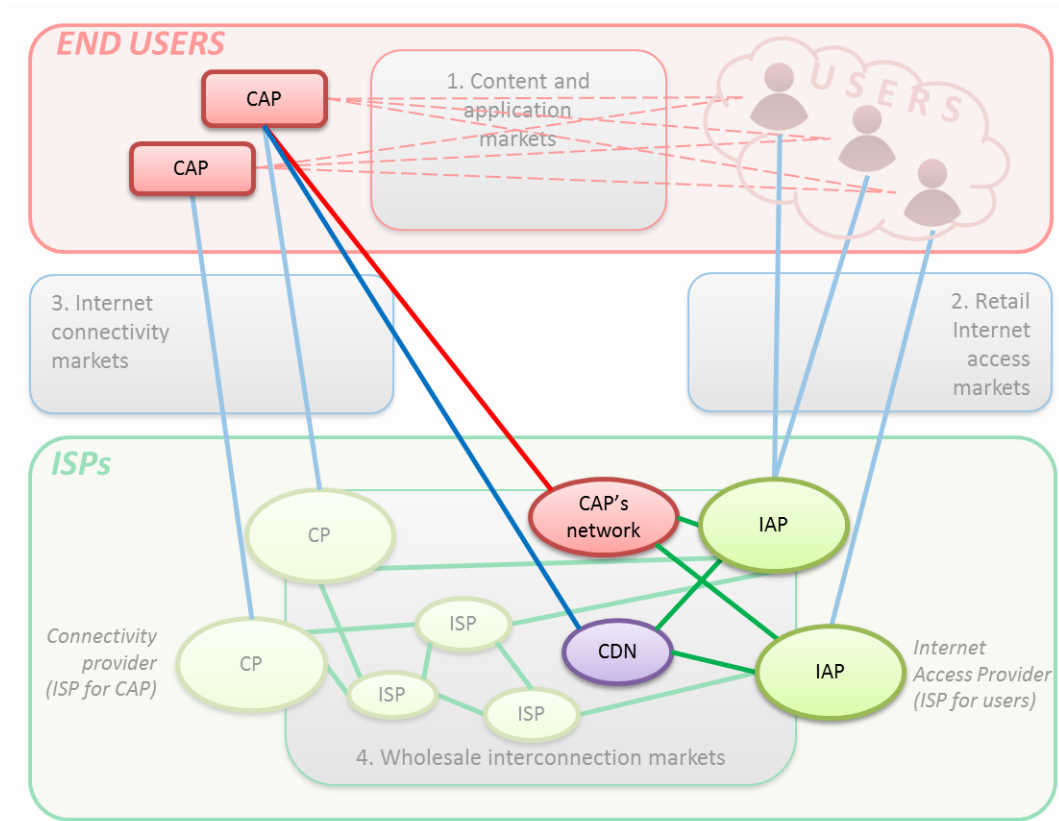 END USERS
CAP
CAP
1. Content and
application
markets
USERS
3. Internet
connectivity
markets
2. Retail
Internet
access
markets
ISPs
CP
CAP's
network
IAP
Connectivity
provider
(ISP for CAP)
CP
ISP
ISP
ISP
CDN
IAP
Internet
Access Provider
(ISP for users)
4. Wholesale interconnection markets